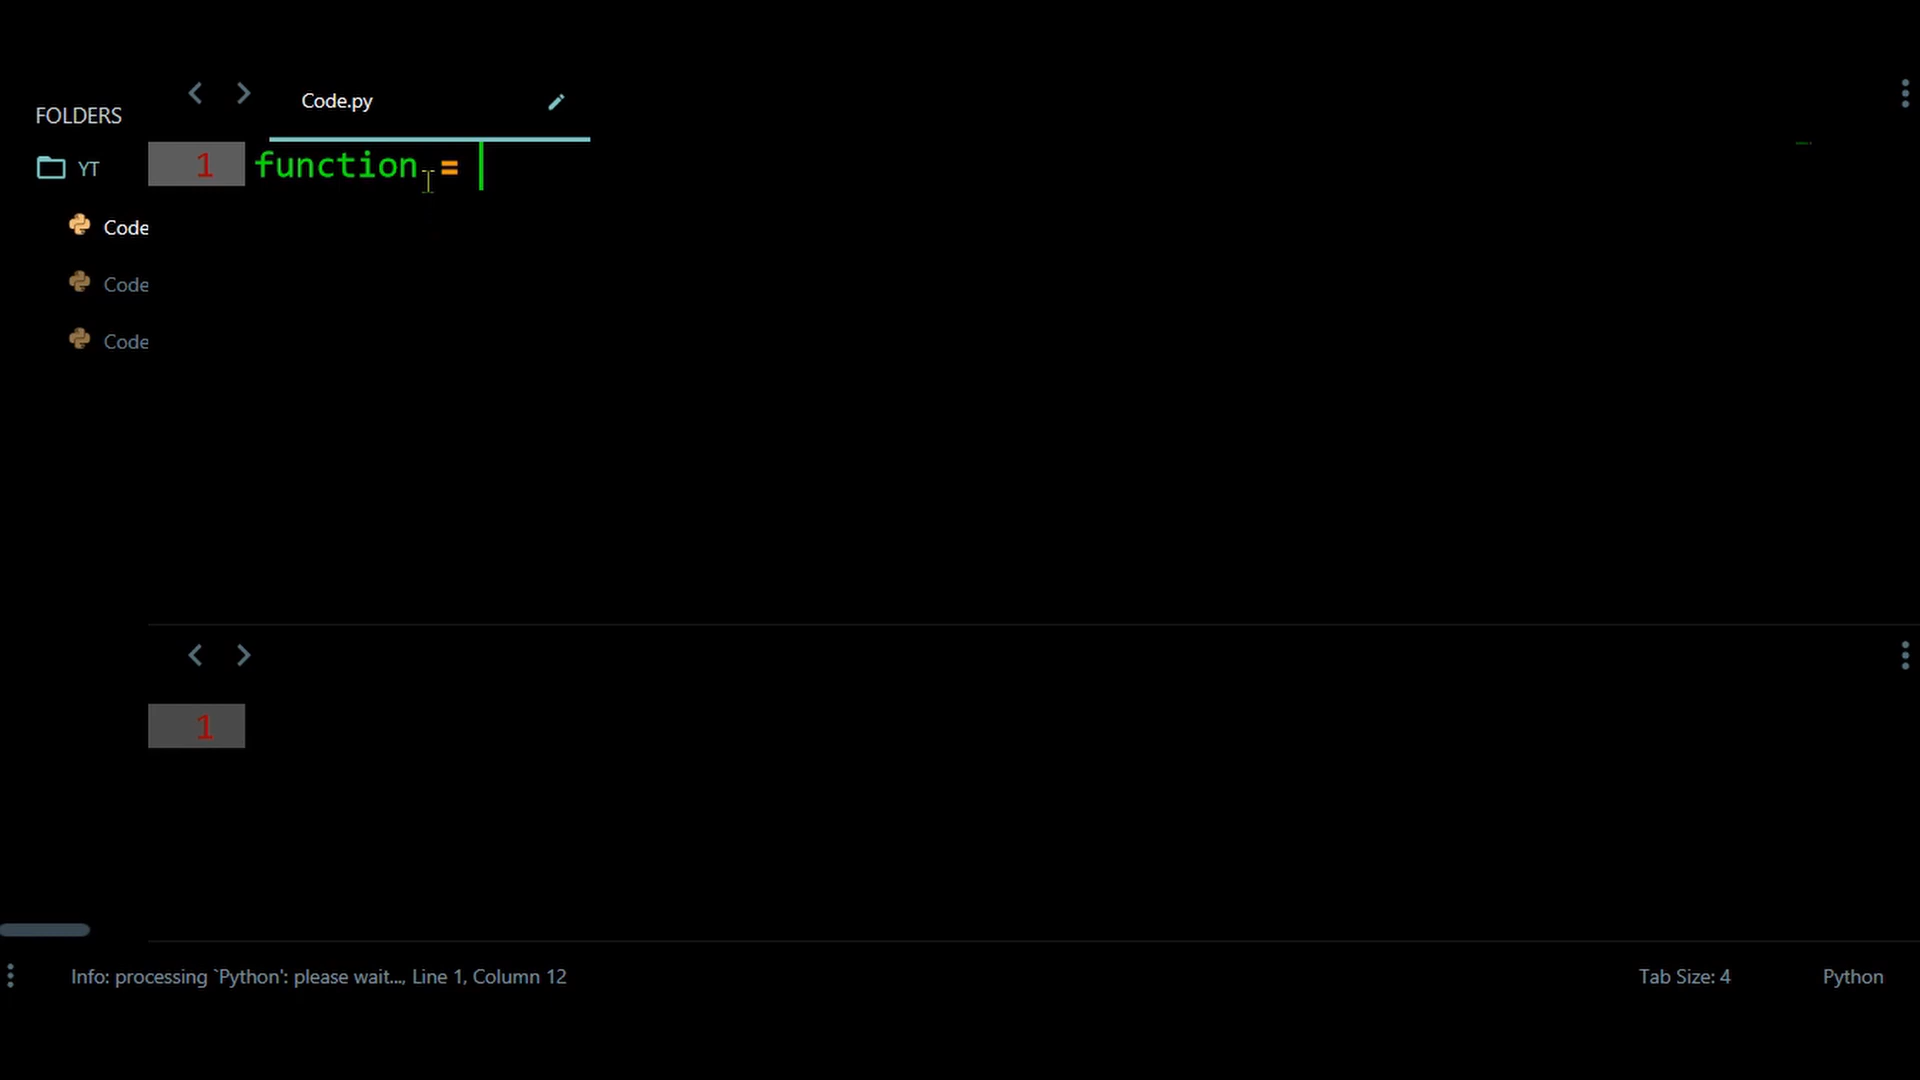 FOLDERS
YT
Code
Code
Code
Code.py
1 function =
1
Info: processing `Python': please wait..., Line 1, Column 12
Tab Size: 4
Python